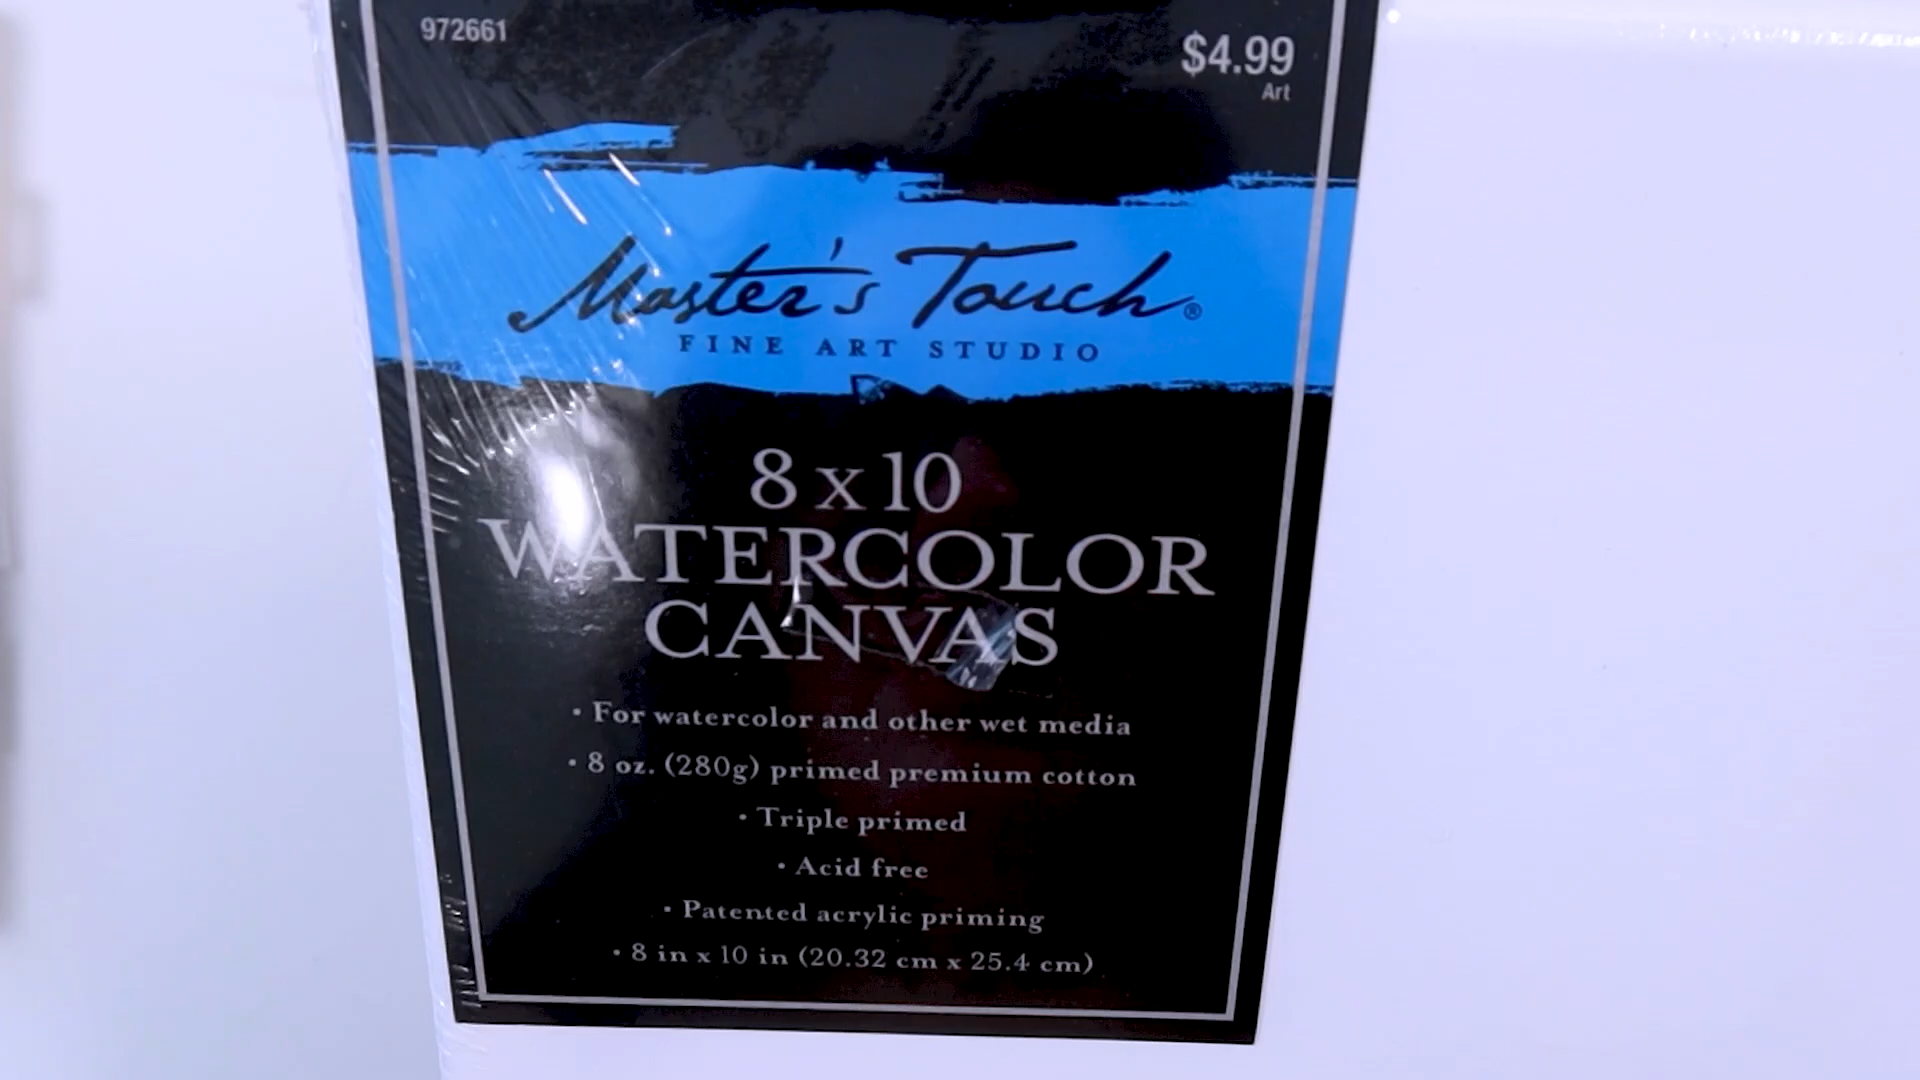 972661
$4.99
Art
Master's Touch®
FINE ART STUDIO
8 x 10
WATERCOLOR
CANVAS
• For watercolor and other wet media
• 8 oz. (280g) primed premium cotton
• Triple primed
• Acid free
• Patented acrylic priming
• 8 in x 10 in (20.32 cm x 25.4 cm)